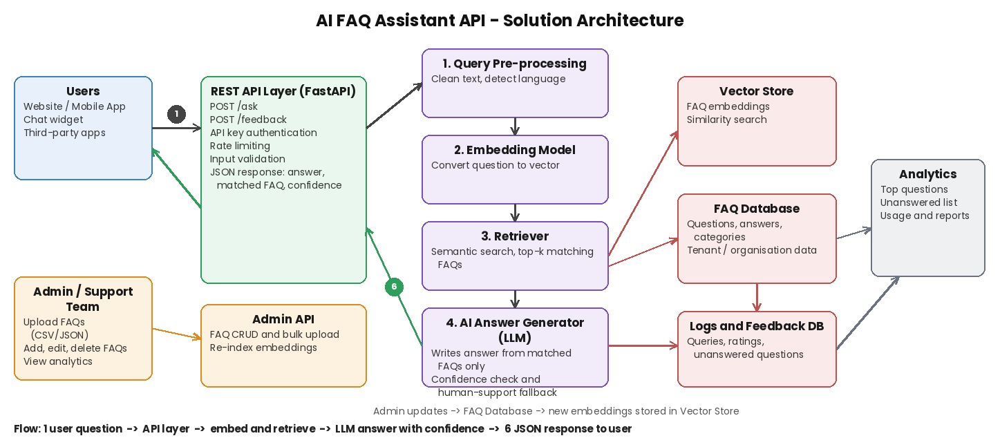 AI FAQ Assistant API – Solution Architecture
Users
Website / Mobile App
Chat widget
Third-party apps
1
REST API Layer (FastAPI)
POST /ask
POST /feedback
API key authentication
Rate limiting
Input validation
JSON response: answer,
matched FAQ, confidence
1. Query Pre-processing
Clean text, detect language
2. Embedding Model
Convert question to vector
3. Retriever
Semantic search, top-k matching
FAQs
4. AI Answer Generator
(LLM)
Writes answer from matched
FAQs only
Confidence check and
human-support fallback
6
Vector Store
FAQ embeddings
Similarity search
FAQ Database
Questions, answers,
categories
Tenant / organisation data
Logs and Feedback DB
Queries, ratings,
unanswered questions
Analytics
Top questions
Unanswered list
Usage and reports
Admin / Support
Team
Upload FAQs
(CSV/JSON)
Add, edit, delete FAQs
View analytics
Admin API
FAQ CRUD and bulk upload
Re-index embeddings
Admin updates -> FAQ Database -> new embeddings stored in Vector Store
Flow: 1 user question -> API layer -> embed and retrieve -> LLM answer with confidence -> 6 JSON response to user